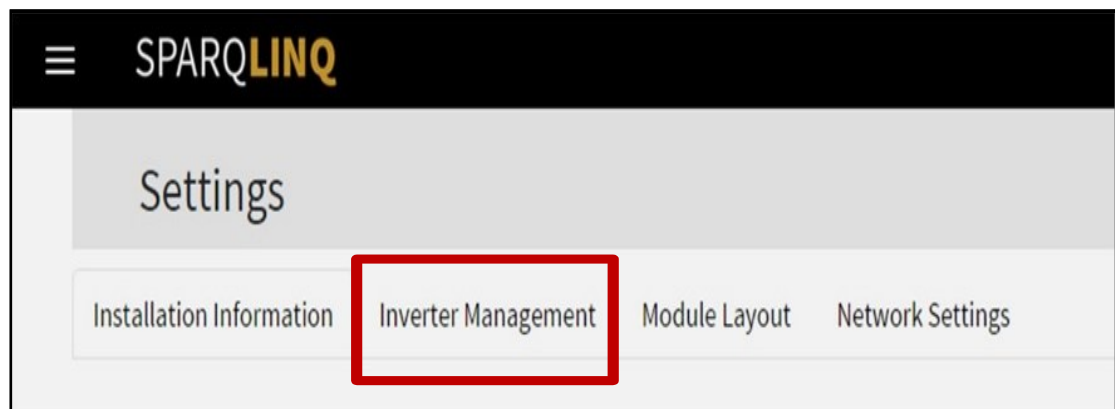 SPARQLINQ
Settings
Installation Information Inverter Management Module Layout Network Settings